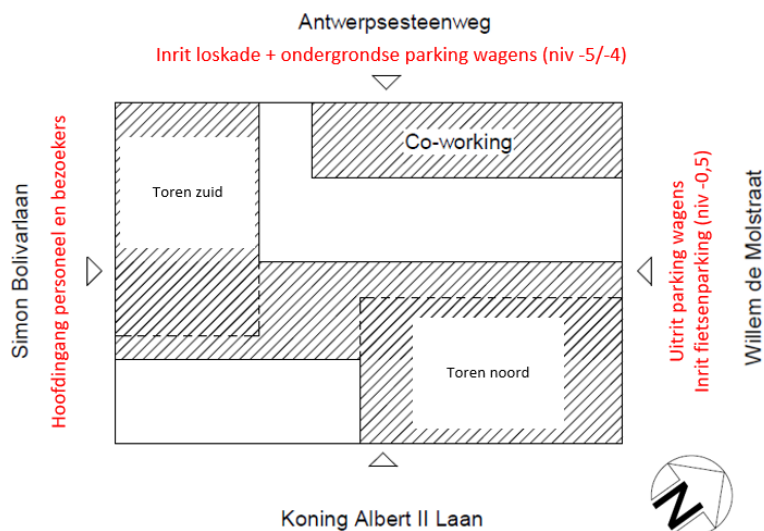 Antwerpsesteenweg
Inrit loskade + ondergrondse parking wagens (niv -5/-4)
Co-working
Toren zuid
Simon Bolivarlaan
Hoofdingang personeel en bezoekers
Uitrit parking wagens
Inrit fietsenparking (niv -0,5)
Willem de Molstraat
Toren noord
Koning Albert II Laan
N